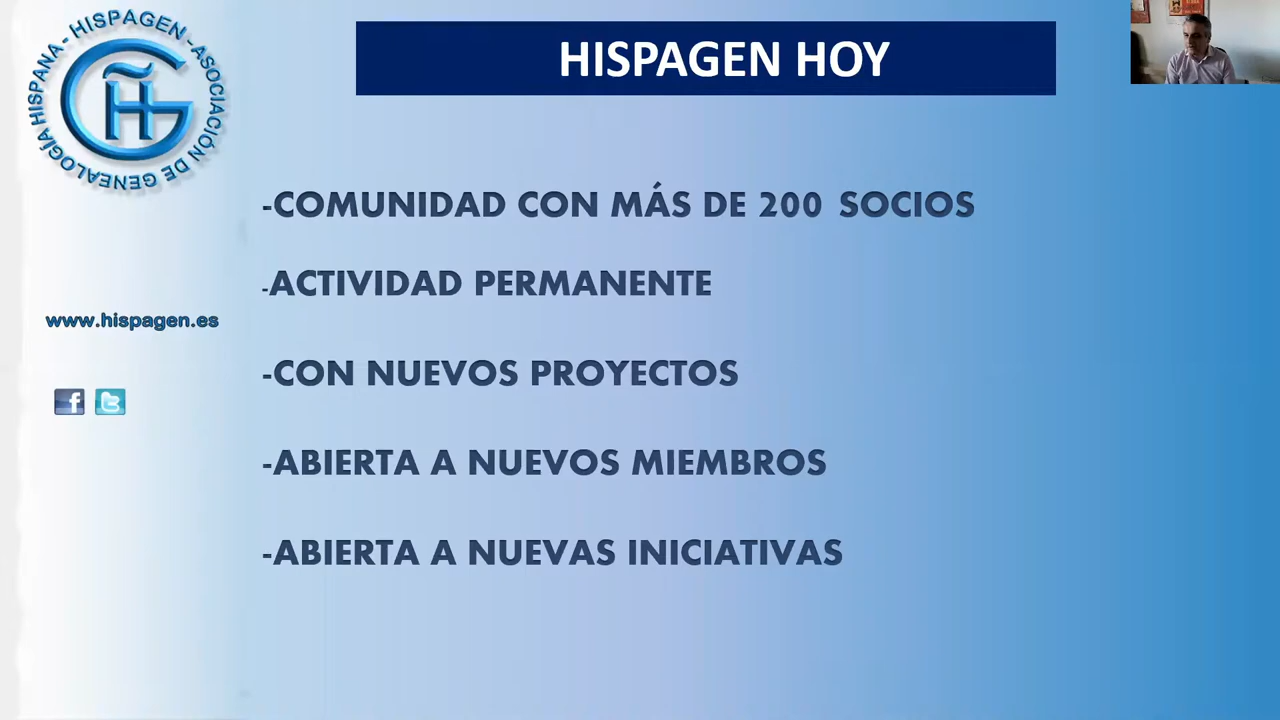 HISPAGEN - ASOCIACIÓN DE GENEALOGÍA HISPANA -
HISPAGEN HOY
-COMUNIDAD CON MÁS DE 200 SOCIOS
-ACTIVIDAD PERMANENTE
www.hispagen.es
-CON NUEVOS PROYECTOS
-ABIERTA A NUEVOS MIEMBROS
-ABIERTA A NUEVAS INICIATIVAS